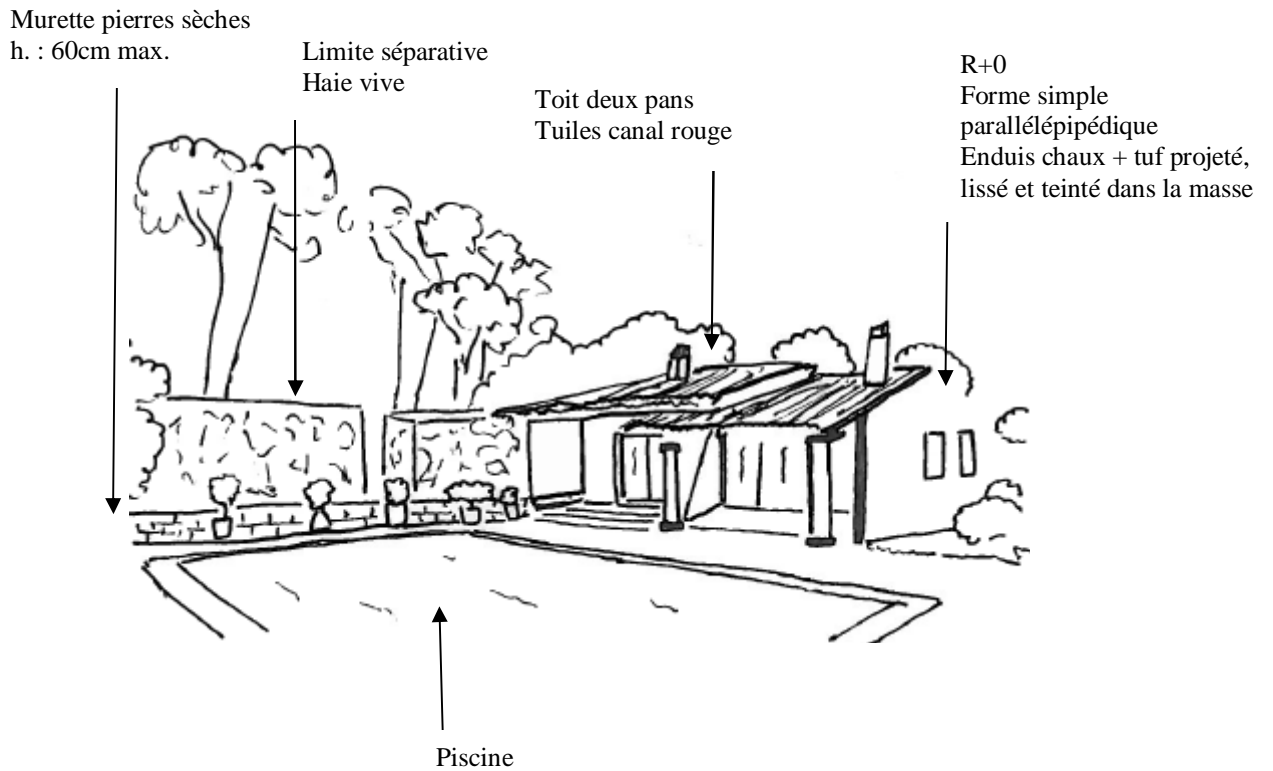 Murette pierres sèches
h. : 60cm max.
Limite séparative
Haie vive
Toit deux pans
Tuiles canal rouge
R+0
Forme simple
parallélépipédique
Enduis chaux + tuf projeté,
lissé et teinté dans la masse
Piscine